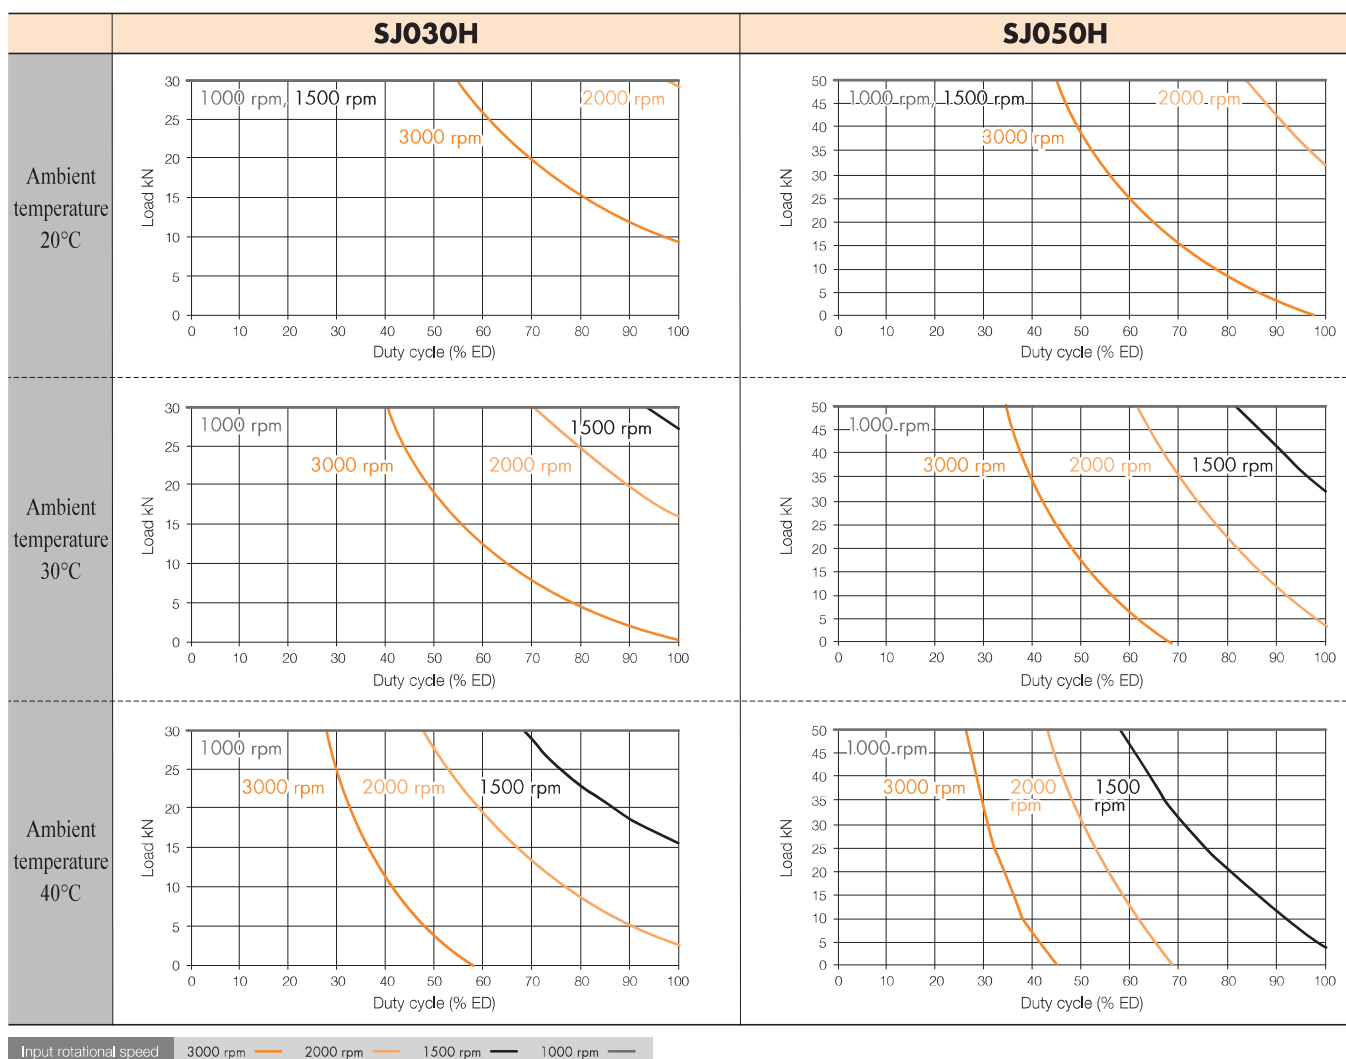 SJ030H SJ050H
Ambient
temperature
20°C
Load kN
30
25
20
15
10
5
0
1000 rpm, 1500 rpm
2000 rpm
3000 rpm
0 10 20 30 40 50 60 70 80 90 100
Duty cycle (% ED)
Load kN
50
45
40
35
30
25
20
15
10
5
0
1000 rpm, 1500 rpm
2000 rpm
3000 rpm
0 10 20 30 40 50 60 70 80 90 100
Duty cycle (% ED)
Ambient
temperature
30°C
Load kN
30
25
20
15
10
5
0
1000 rpm
1500 rpm
3000 rpm
2000 rpm
0 10 20 30 40 50 60 70 80 90 100
Duty cycle (% ED)
Load kN
50
45
40
35
30
25
20
15
10
5
0
1000 rpm
3000 rpm
2000 rpm
1500 rpm
0 10 20 30 40 50 60 70 80 90 100
Duty cycle (% ED)
Ambient
temperature
40°C
Load kN
30
25
20
15
10
5
0
1000 rpm
3000 rpm
2000 rpm
1500 rpm
0 10 20 30 40 50 60 70 80 90 100
Duty cycle (% ED)
Load kN
50
45
40
35
30
25
20
15
10
5
0
1000 rpm
3000 rpm
2000
rpm
1500
rpm
0 10 20 30 40 50 60 70 80 90 100
Duty cycle (% ED)
Input rotational speed 3000 rpm 2000 rpm 1500 rpm 1000 rpm